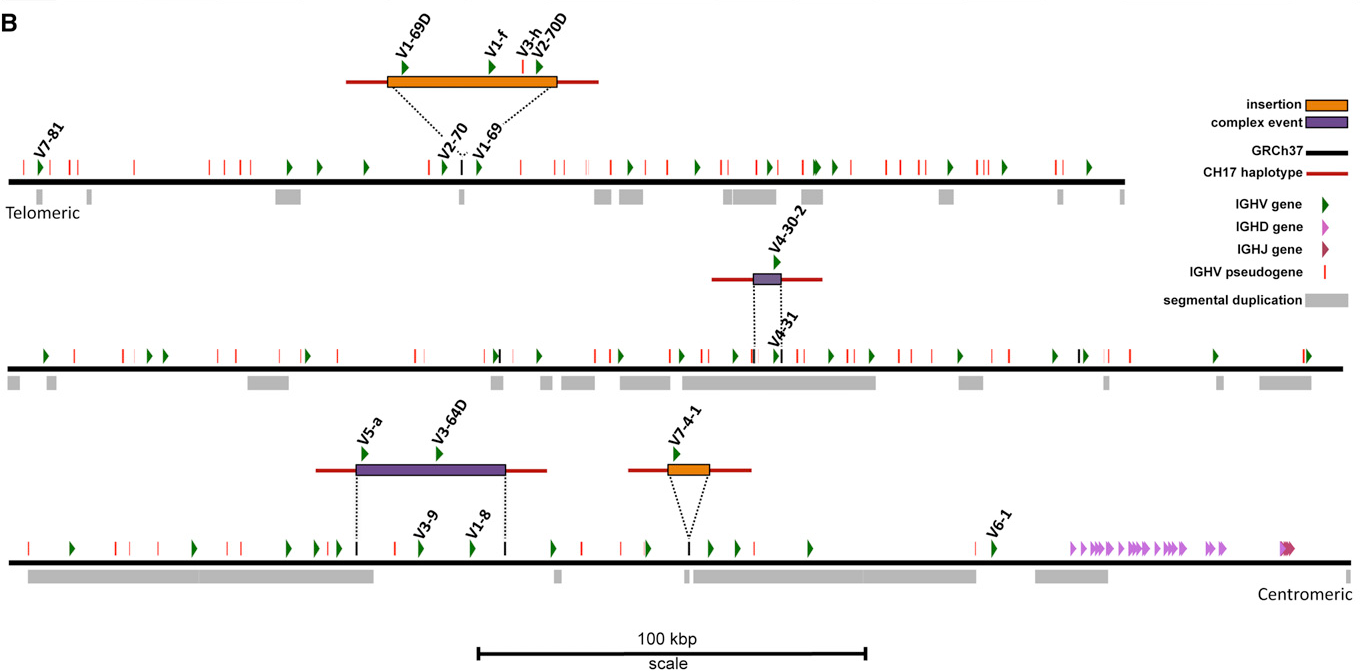 B
V1-69D
V1-f
V3-h
V2-70D
V7-81
V2-70
V1-69
insertion
complex event
GRCh37
CH17 haplotype
IGHV gene
IGHD gene
IGHJ gene
IGHV pseudogene
segmental duplication
Telomeric
V4-30-2
V4-31
V5-a
V3-64D
V7-4-1
V3-9
V1-8
V6-1
Centromeric
100 kbp
scale